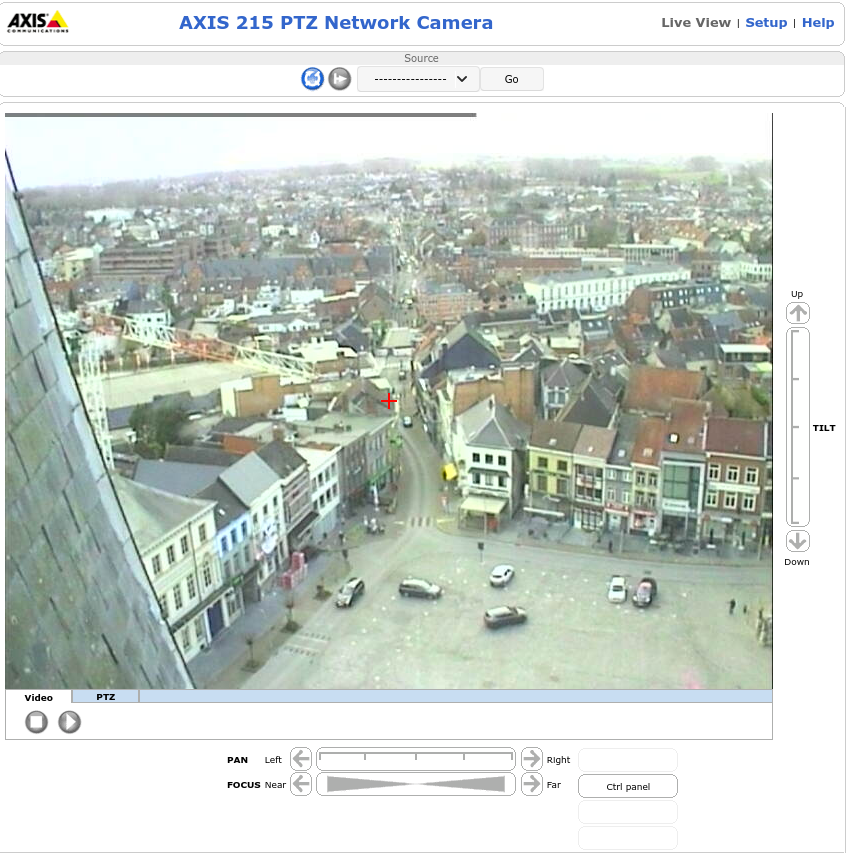 AXIS
COMMUNICATIONS
AXIS 215 PTZ Network Camera
Live View | Setup | Help
Source
---------------- Go
Up
TILT
Down
Video PTZ
PAN Left Right
FOCUS Near Far
Ctrl panel